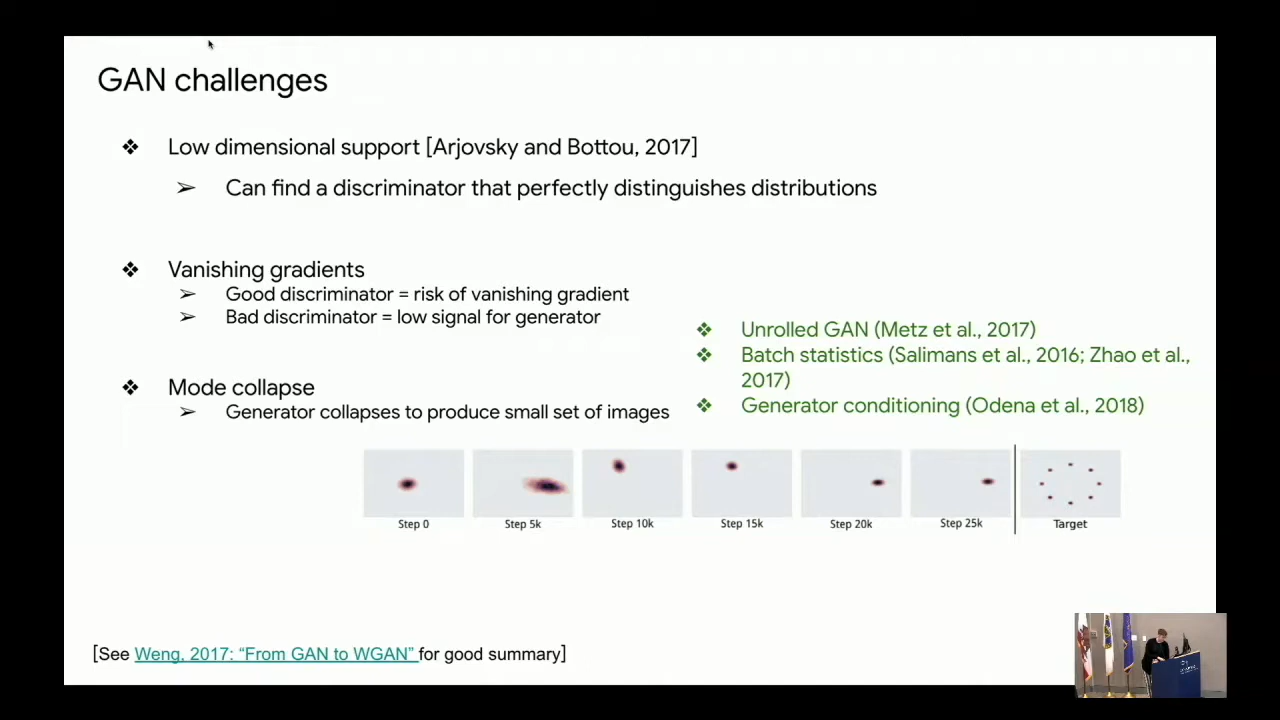 GAN challenges
❖ Low dimensional support [Arjovsky and Bottou, 2017]
➢ Can find a discriminator that perfectly distinguishes distributions
❖ Vanishing gradients
➢ Good discriminator = risk of vanishing gradient
➢ Bad discriminator = low signal for generator
❖ Mode collapse
➢ Generator collapses to produce small set of images
❖ Unrolled GAN (Metz et al., 2017)
❖ Batch statistics (Salimans et al., 2016; Zhao et al.,
2017)
❖ Generator conditioning (Odena et al., 2018)
Step 0 Step 5k Step 10k Step 15k Step 20k Step 25k Target
[See Weng, 2017: “From GAN to WGAN” for good summary]